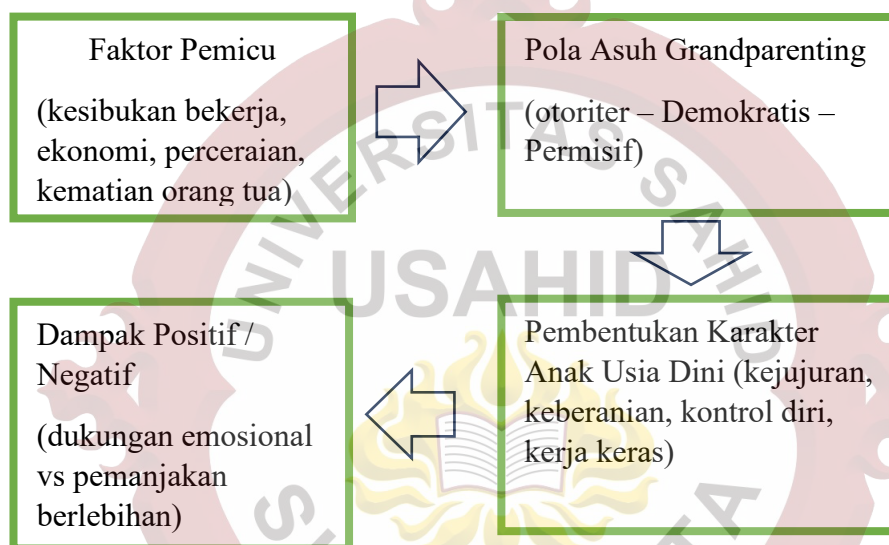 Faktor Pemicu
(kesibukan bekerja,
ekonomi, perceraian,
kematian orang tua)
Pola Asuh Grandparenting
(otoriter – Demokratis –
Permisif)
Pembentukan Karakter
Anak Usia Dini (kejujuran,
keberanian, kontrol diri,
kerja keras)
Dampak Positif /
Negatif
(dukungan emosional
vs pemanjakan
berlebihan)
UNIVERSITAS SAHID
USAHID